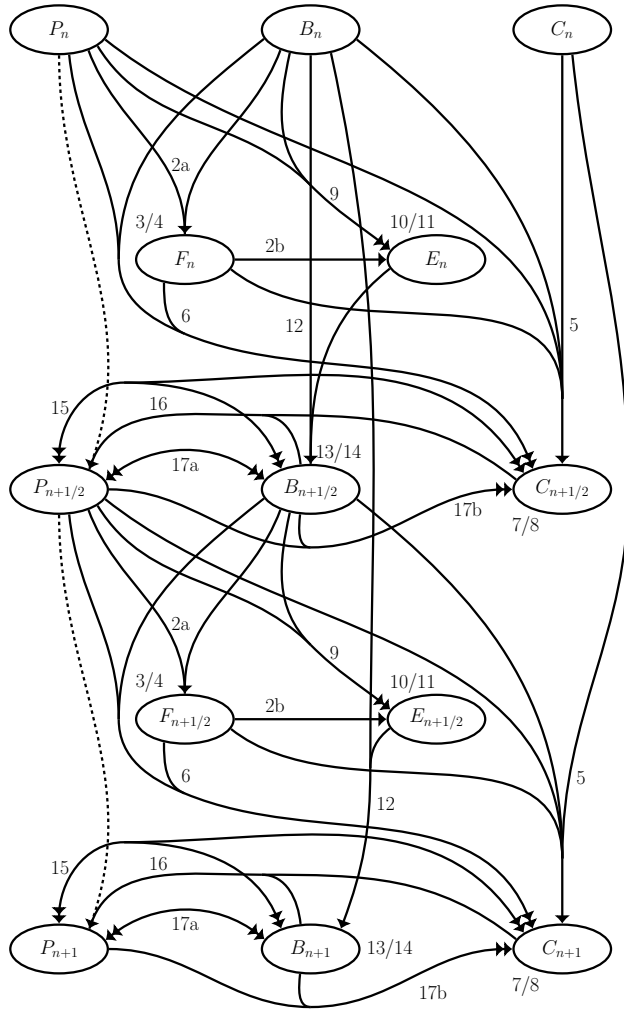 P_n B_n C_n
2a
9
3/4 10/11
F_n 2b E_n
6 12 5
15 16
13/14
17a
P_{n+1/2} B_{n+1/2} C_{n+1/2}
17b
7/8
2a
9
3/4 10/11
F_{n+1/2} 2b E_{n+1/2}
6 5
12
15 16
17a
P_{n+1} B_{n+1} 13/14 C_{n+1}
17b 7/8